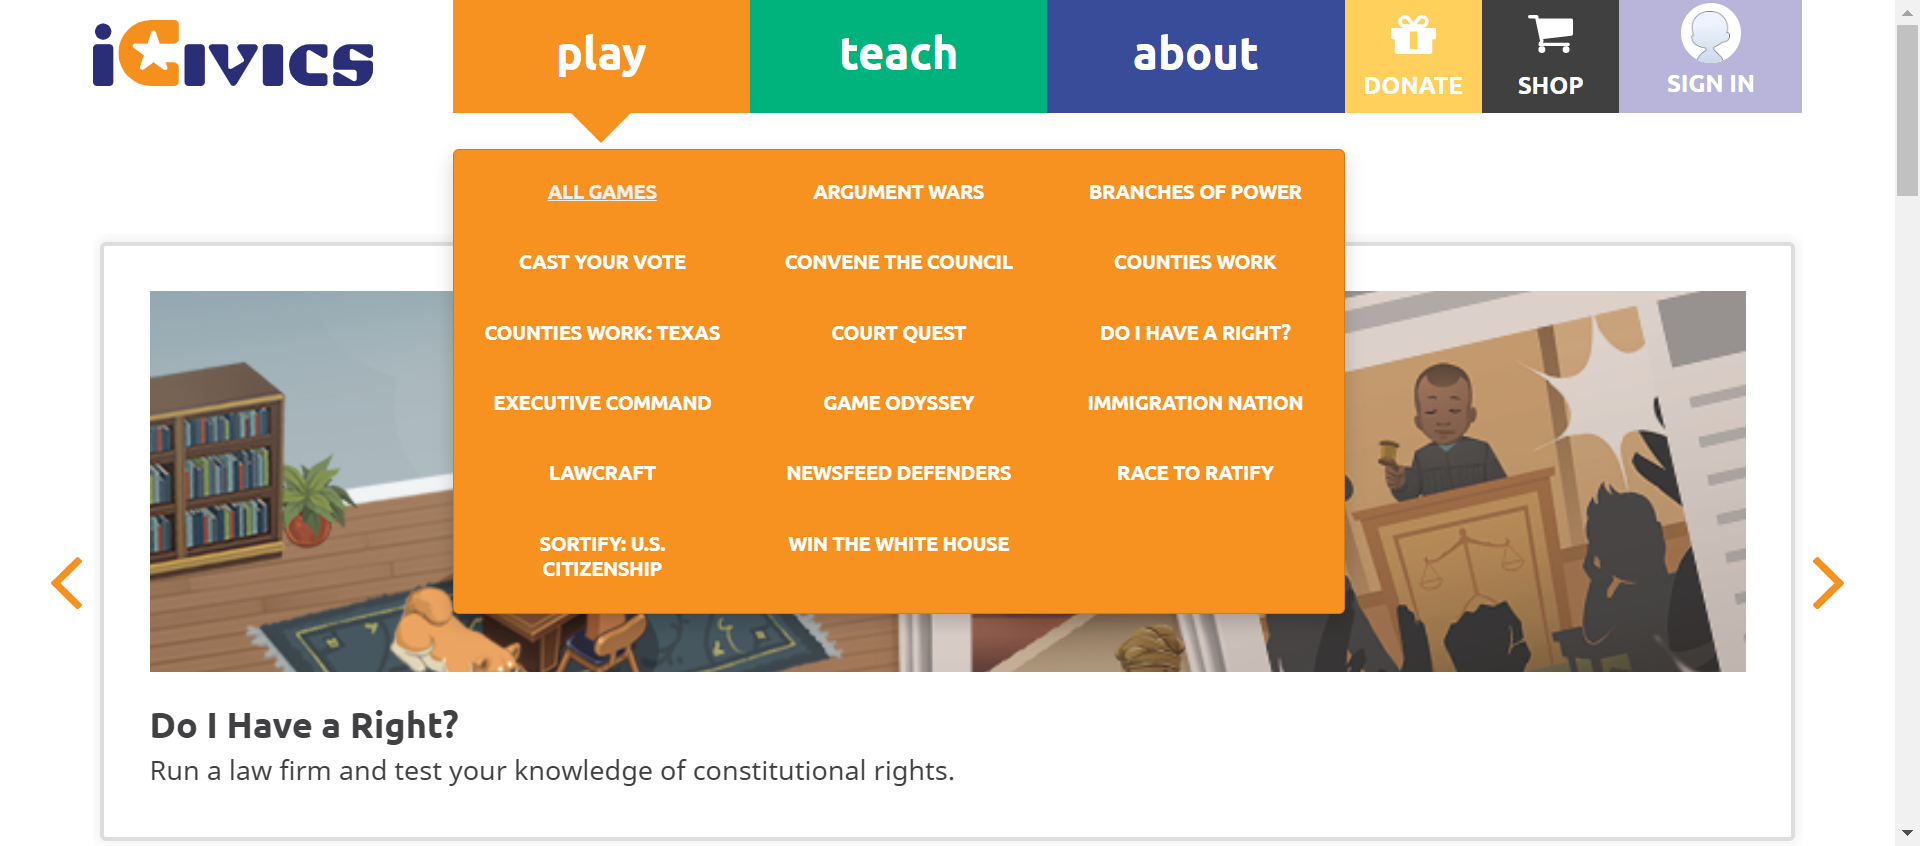 iCivics
play
teach
about
DONATE
SHOP
SIGN IN
ALL GAMES
ARGUMENT WARS
BRANCHES OF POWER
CAST YOUR VOTE
CONVENE THE COUNCIL
COUNTIES WORK
COUNTIES WORK: TEXAS
COURT QUEST
DO I HAVE A RIGHT?
EXECUTIVE COMMAND
GAME ODYSSEY
IMMIGRATION NATION
LAWCRAFT
NEWSFEED DEFENDERS
RACE TO RATIFY
SORTIFY: U.S.
CITIZENSHIP
WIN THE WHITE HOUSE
Do I Have a Right?
Run a law firm and test your knowledge of constitutional rights.